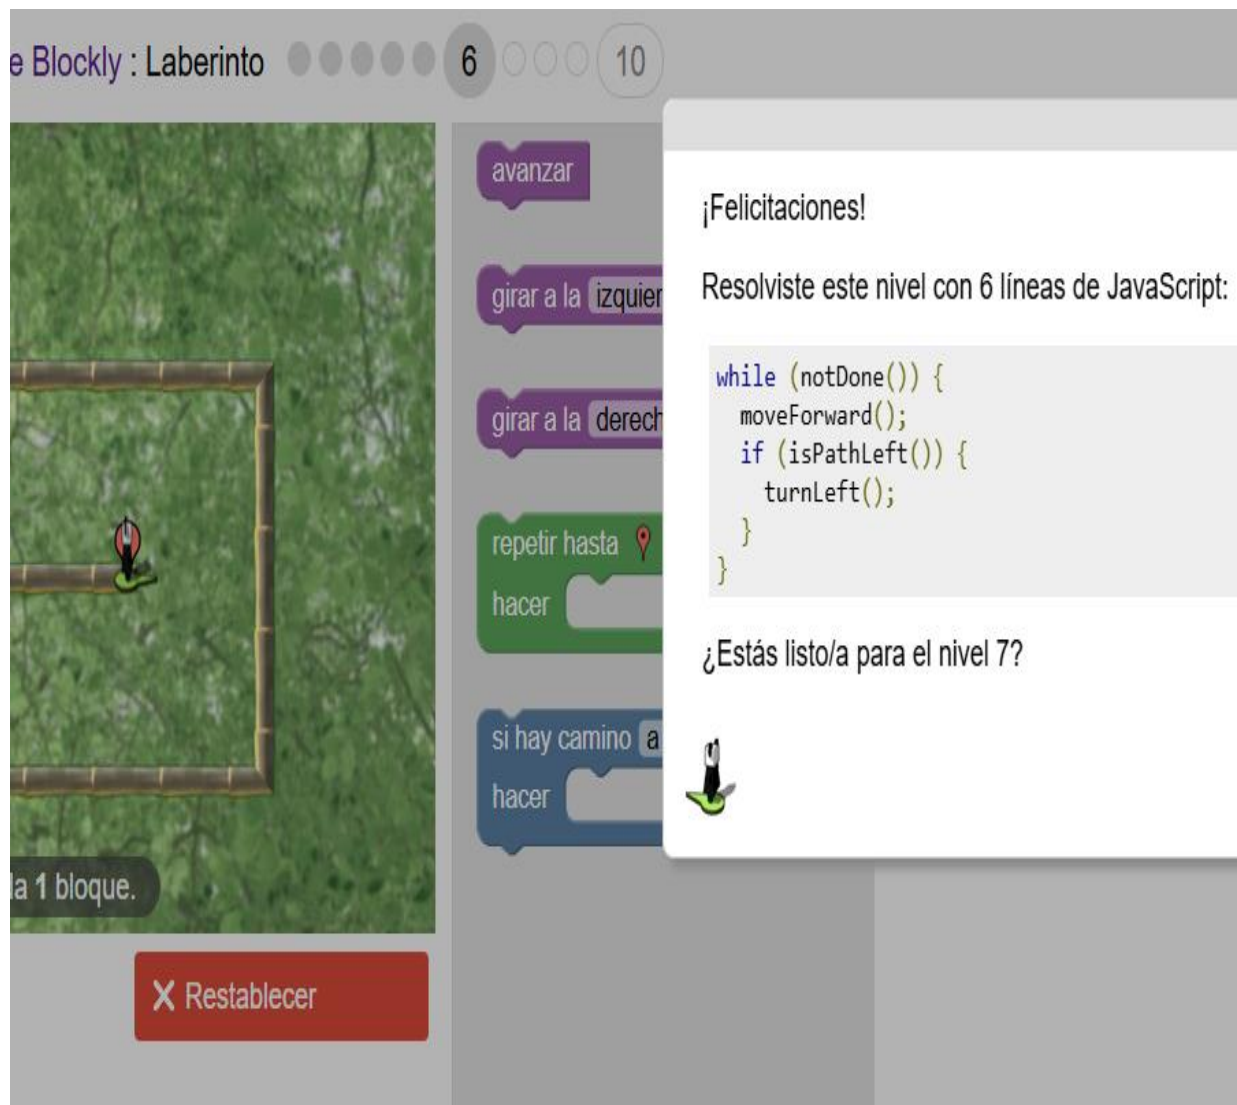 e Blockly : Laberinto 6 10
avanzar
girar a la izquier
girar a la derech
repetir hasta
hacer
si hay camino a
hacer
la 1 bloque.
Restablecer
¡Felicitaciones!
Resolviste este nivel con 6 líneas de JavaScript:
while (notDone()) {
  moveForward();
  if (isPathLeft()) {
    turnLeft();
  }
}
¿Estás listo/a para el nivel 7?